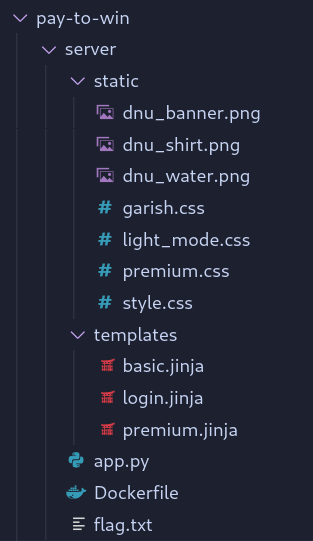 pay-to-win
server
static
dnu_banner.png
dnu_shirt.png
dnu_water.png
garish.css
light_mode.css
premium.css
style.css
templates
basic.jinja
login.jinja
premium.jinja
app.py
Dockerfile
flag.txt